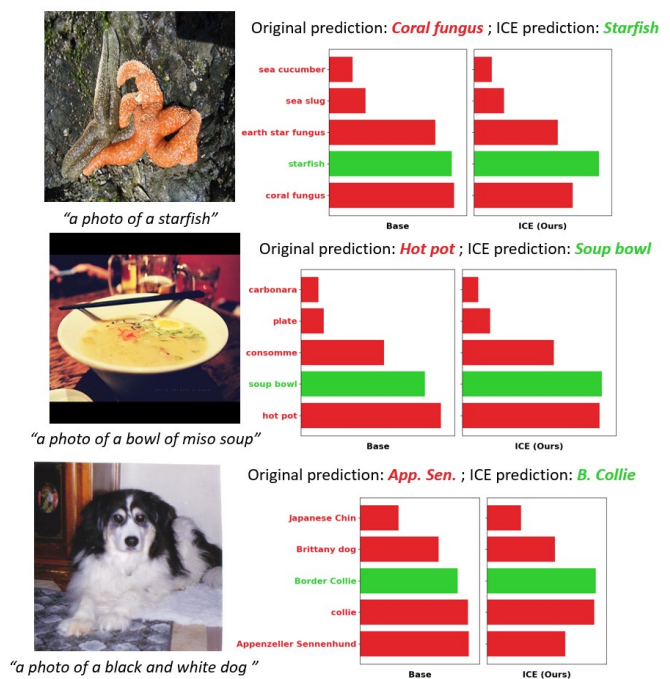 Original prediction: Coral fungus ; ICE prediction: Starfish
sea cucumber
sea slug
earth star fungus
starfish
coral fungus
Base
ICE (Ours)
“a photo of a starfish”
Original prediction: Hot pot ; ICE prediction: Soup bowl
carbonara
plate
consomme
soup bowl
hot pot
Base
ICE (Ours)
“a photo of a bowl of miso soup”
Original prediction: App. Sen. ; ICE prediction: B. Collie
Japanese Chin
Brittany dog
Border Collie
collie
Appenzeller Sennenhund
Base
ICE (Ours)
“a photo of a black and white dog ”